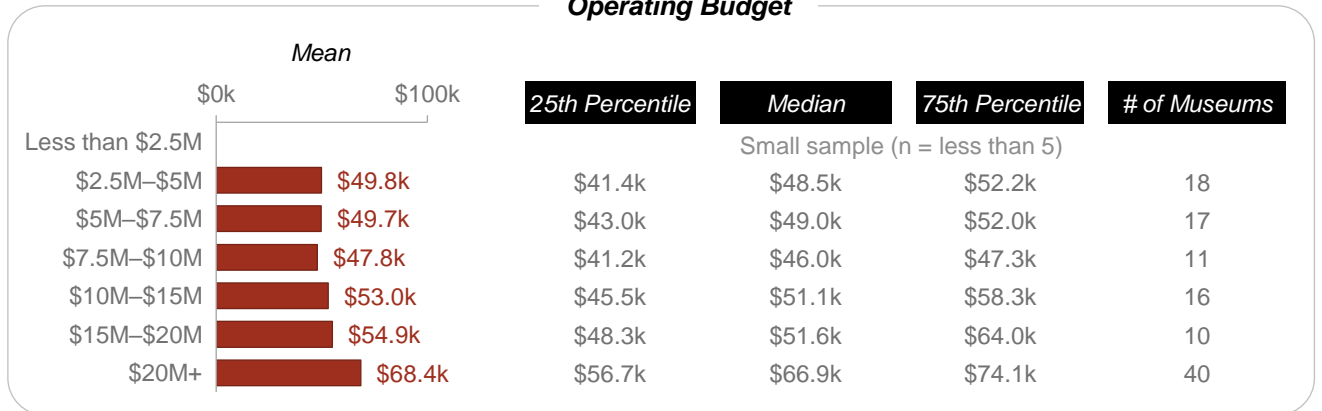 Operating Budget
Mean
$0k $100k 25th Percentile Median 75th Percentile # of Museums
Less than $2.5M Small sample (n = less than 5)
$2.5M–$5M $49.8k $41.4k $48.5k $52.2k 18
$5M–$7.5M $49.7k $43.0k $49.0k $52.0k 17
$7.5M–$10M $47.8k $41.2k $46.0k $47.3k 11
$10M–$15M $53.0k $45.5k $51.1k $58.3k 16
$15M–$20M $54.9k $48.3k $51.6k $64.0k 10
$20M+ $68.4k $56.7k $66.9k $74.1k 40